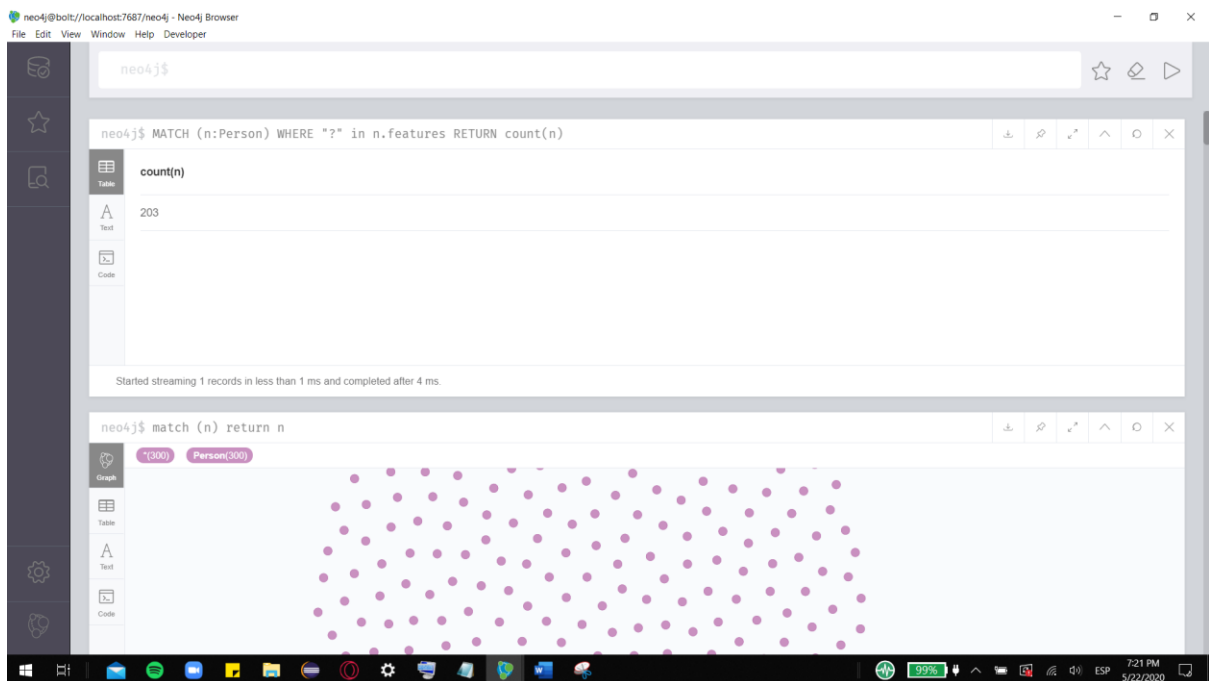 neo4j@bolt://localhost:7687/neo4j - Neo4j Browser
File Edit View Window Help Developer
neo4j$
neo4j$ MATCH (n:Person) WHERE "?" in n.features RETURN count(n)
Table
count(n)
203
Text
Code
Started streaming 1 records in less than 1 ms and completed after 4 ms.
neo4j$ match (n) return n
*(300) Person(300)
Graph
Table
Text
Code
99% ESP 7:21 PM
5/22/2020